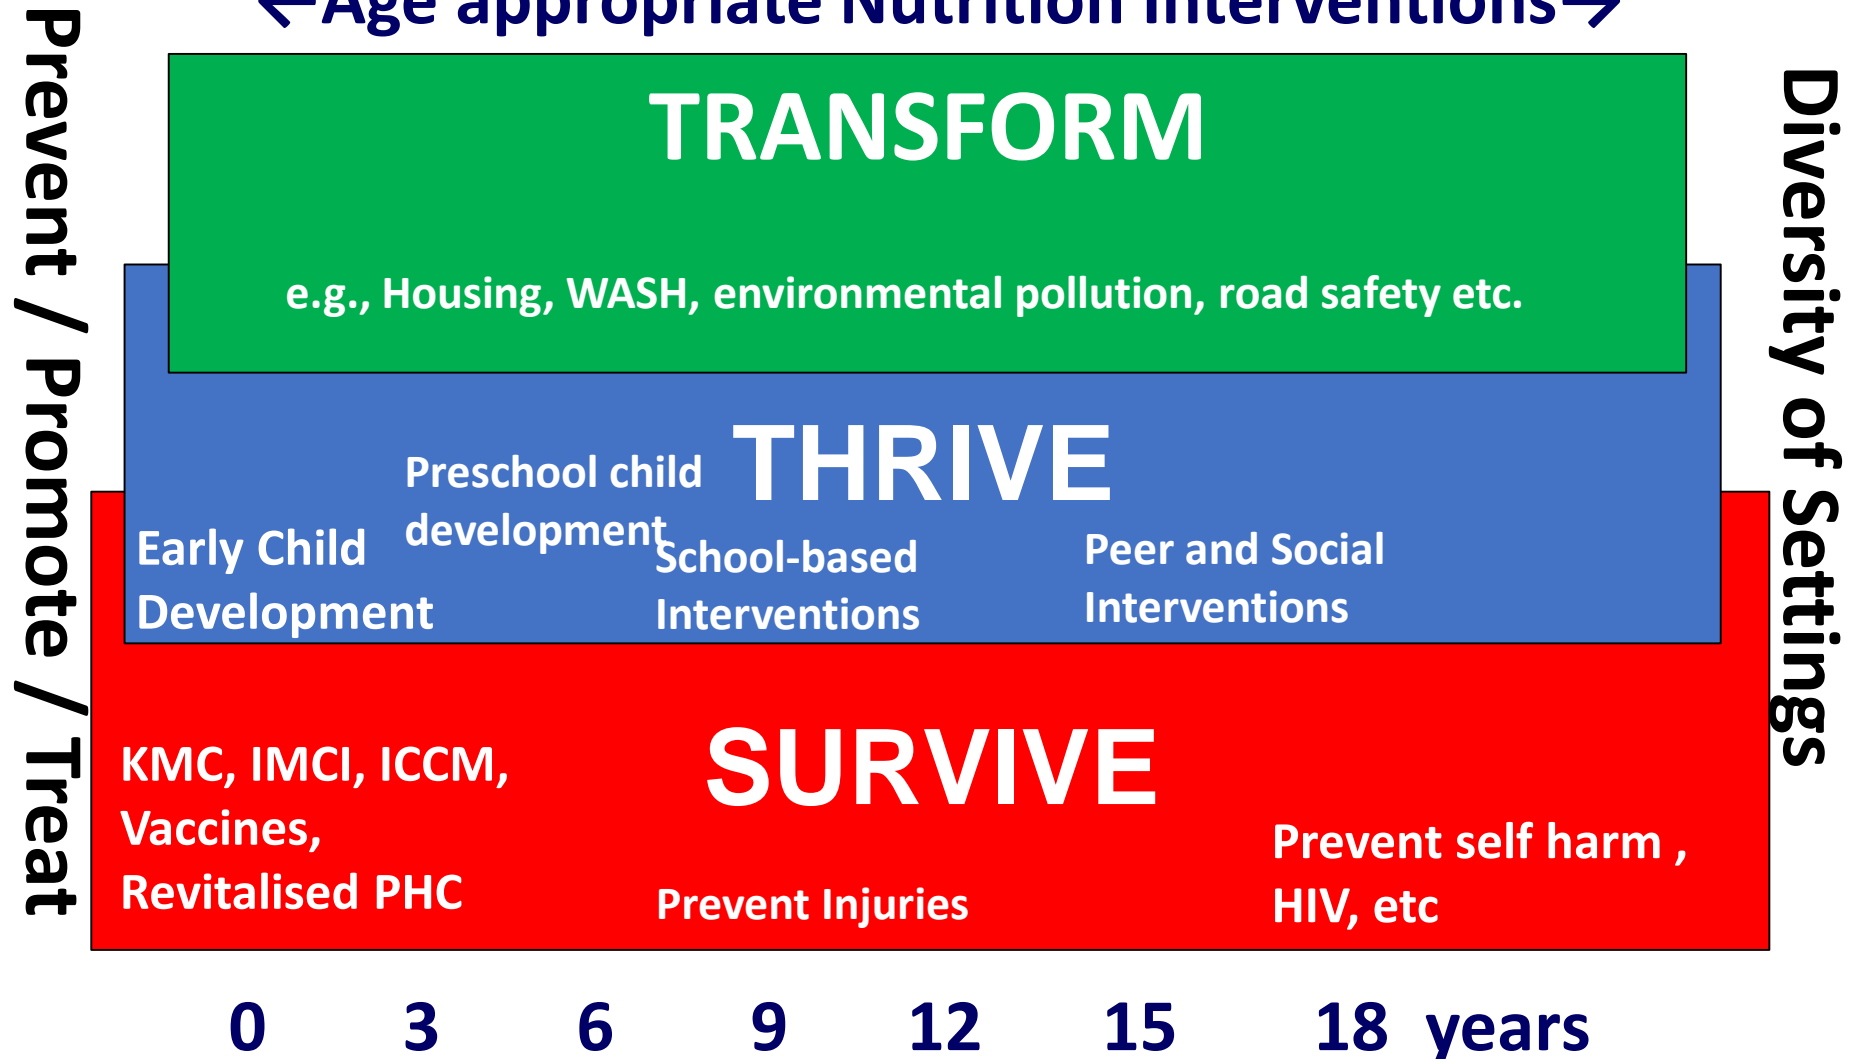 ←Age appropriate Nutrition Interventions→
Prevent / Promote / Treat
TRANSFORM
e.g., Housing, WASH, environmental pollution, road safety etc.
THRIVE
Preschool child
development
Early Child
Development
School-based
Interventions
Peer and Social
Interventions
SURVIVE
KMC, IMCI, ICCM,
Vaccines,
Revitalised PHC
Prevent Injuries
Prevent self harm ,
HIV, etc
Diversity of Settings
0 3 6 9 12 15 18 years